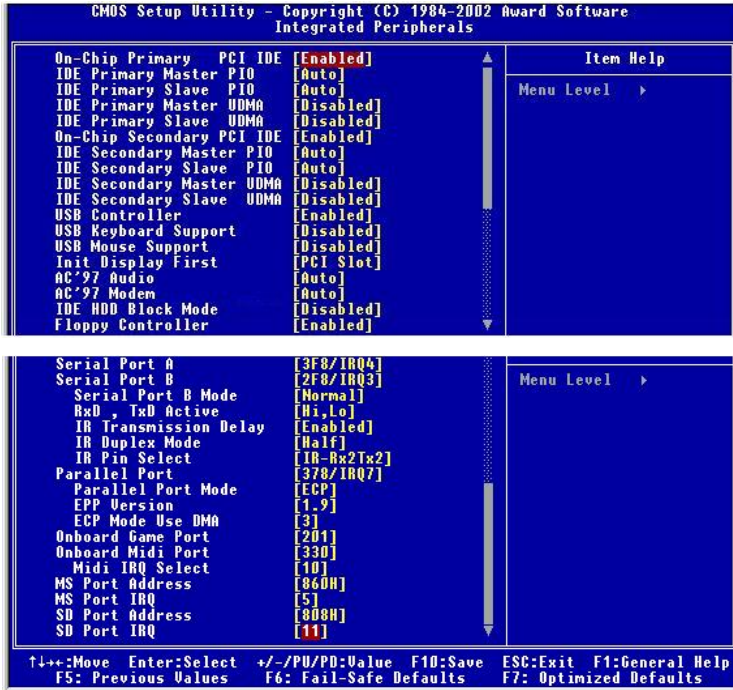 CMOS Setup Utility - Copyright (C) 1984-2002 Award Software
Integrated Peripherals
On-Chip Primary PCI IDE [Enabled]
IDE Primary Master PIO [Auto]
IDE Primary Slave PIO [Auto]
IDE Primary Master UDMA [Disabled]
IDE Primary Slave UDMA [Disabled]
On-Chip Secondary PCI IDE [Enabled]
IDE Secondary Master PIO [Auto]
IDE Secondary Slave PIO [Auto]
IDE Secondary Master UDMA [Disabled]
IDE Secondary Slave UDMA [Disabled]
USB Controller [Enabled]
USB Keyboard Support [Disabled]
USB Mouse Support [Disabled]
Init Display First [PCI Slot]
AC'97 Audio [Auto]
AC'97 Modem [Auto]
IDE HDD Block Mode [Disabled]
Floppy Controller [Enabled]
Item Help
Menu Level ▸
Serial Port A [3F8/IRQ4]
Serial Port B [2F8/IRQ3]
Serial Port B Mode [Normal]
RxD , TxD Active [Hi,Lo]
IR Transmission Delay [Enabled]
IR Duplex Mode [Half]
IR Pin Select [IR-Rx2Tx2]
Parallel Port [378/IRQ7]
Parallel Port Mode [ECP]
EPP Version [1.9]
ECP Mode Use DMA [3]
Onboard Game Port [201]
Onboard Midi Port [330]
Midi IRQ Select [10]
MS Port Address [860H]
MS Port IRQ [5]
SD Port Address [808H]
SD Port IRQ [11]
Menu Level ▸
↑↓→←:Move Enter:Select +/-/PU/PD:Value F10:Save ESC:Exit F1:General Help
F5: Previous Values F6: Fail-Safe Defaults F7: Optimized Defaults